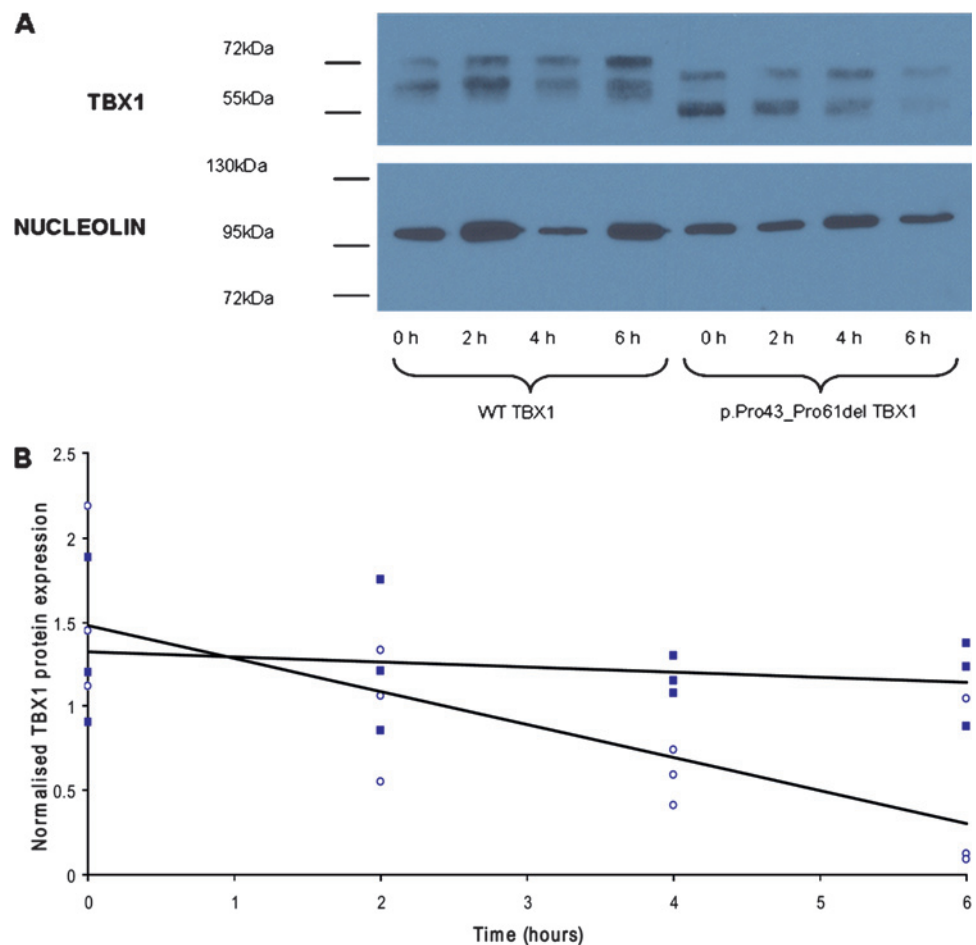 A
72kDa
TBX1
55kDa
130kDa
NUCLEOLIN
95kDa
72kDa
0 h 2 h 4 h 6 h 0 h 2 h 4 h 6 h
WT TBX1 p.Pro43_Pro61del TBX1
B
Normalised TBX1 protein expression
2.5
2
1.5
1
0.5
0
0 1 2 3 4 5 6
Time (hours)